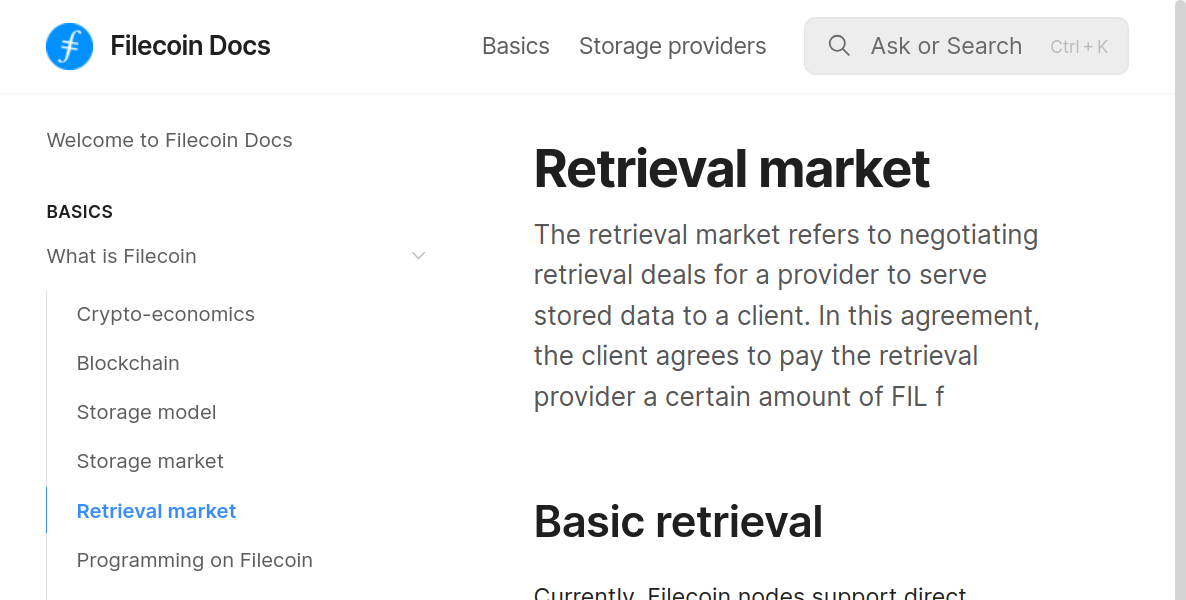 Filecoin Docs
Basics
Storage providers
Ask or Search
Ctrl + K
Welcome to Filecoin Docs
BASICS
What is Filecoin
Crypto-economics
Blockchain
Storage model
Storage market
Retrieval market
Programming on Filecoin
Retrieval market
The retrieval market refers to negotiating
retrieval deals for a provider to serve
stored data to a client. In this agreement,
the client agrees to pay the retrieval
provider a certain amount of FIL f
Basic retrieval
Currently, Filecoin nodes support direct